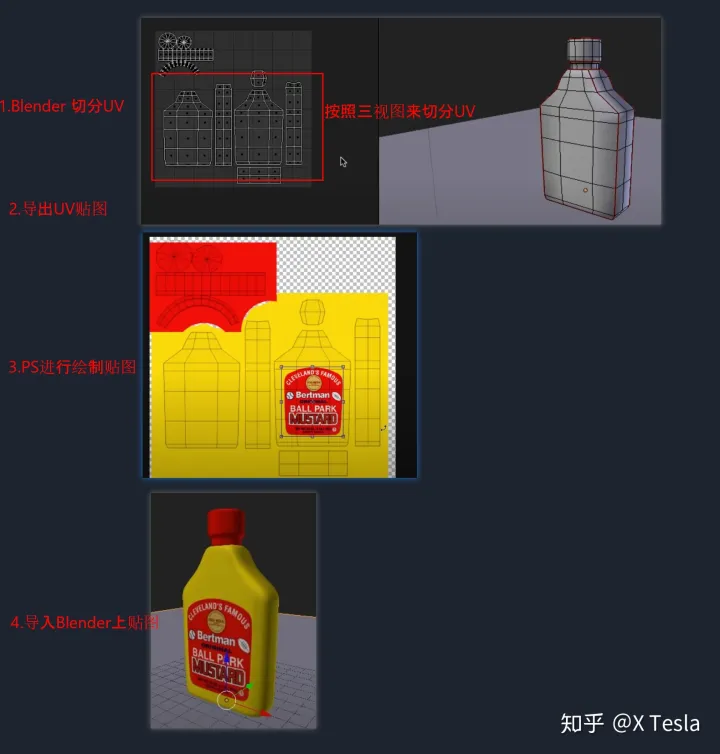 1.Blender 切分UV
按照三视图来切分UV
2.导出UV贴图
3.PS进行绘制贴图
CLEVELAND'S FAMOUS
Bertman
BALL PARK
MUSTARD
4.导入Blender上贴图
CLEVELAND'S FAMOUS
Bertman
BALL PARK
MUSTARD
知乎 @X Tesla